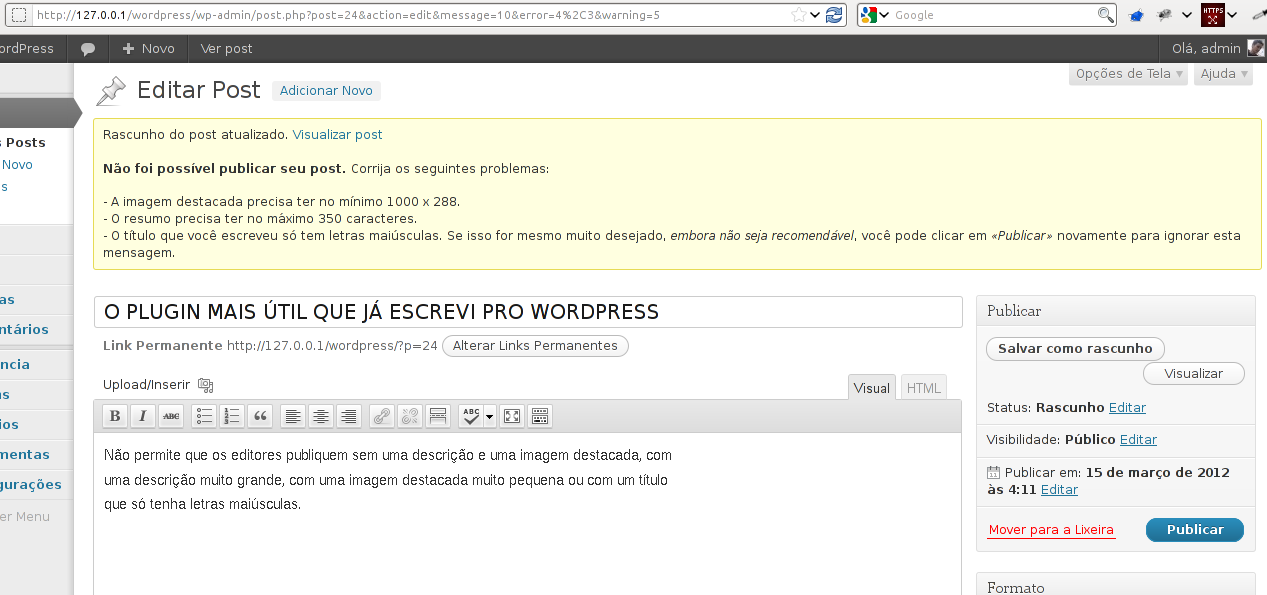 http://127.0.0.1/wordpress/wp-admin/post.php?post=24&action=edit&message=10&error=4%2C3&warning=5
Google
HTTPS
ordPress
Novo
Ver post
Olá, admin
Opções de Tela
Ajuda
Editar Post
Adicionar Novo
Posts
Novo
s
as
ntários
ncia
s
ios
mentas
gurações
er Menu
Rascunho do post atualizado. Visualizar post
Não foi possível publicar seu post. Corrija os seguintes problemas:
- A imagem destacada precisa ter no mínimo 1000 x 288.
- O resumo precisa ter no máximo 350 caracteres.
- O título que você escreveu só tem letras maiúsculas. Se isso for mesmo muito desejado, embora não seja recomendável, você pode clicar em «Publicar» novamente para ignorar esta
mensagem.
O PLUGIN MAIS ÚTIL QUE JÁ ESCREVI PRO WORDPRESS
Link Permanente http://127.0.0.1/wordpress/?p=24 Alterar Links Permanentes
Upload/Inserir
Visual
HTML
B I ABC
ABC
Não permite que os editores publiquem sem uma descrição e uma imagem destacada, com
uma descrição muito grande, com uma imagem destacada muito pequena ou com um título
que só tenha letras maiúsculas.
Publicar
Salvar como rascunho
Visualizar
Status: Rascunho Editar
Visibilidade: Público Editar
Publicar em: 15 de março de 2012
às 4:11 Editar
Mover para a Lixeira
Publicar
Formato